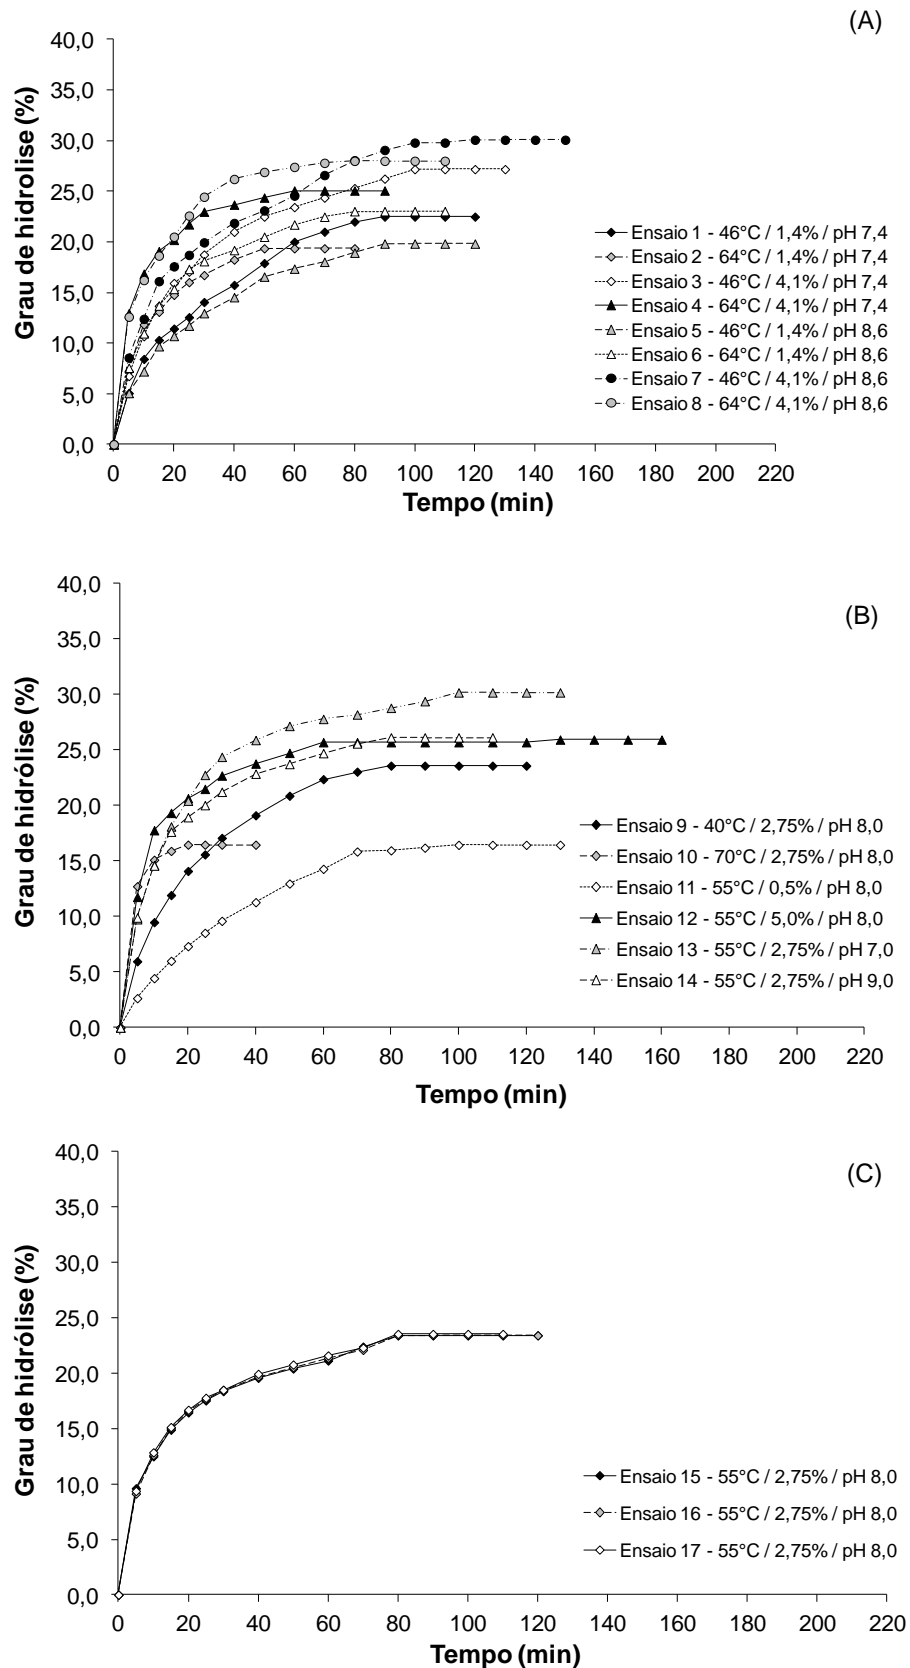 (A)
40,0
35,0
30,0
25,0
20,0
15,0
10,0
5,0
0,0
Grau de hidrolise (%)
Ensaio 1 - 46°C / 1,4% / pH 7,4
Ensaio 2 - 64°C / 1,4% / pH 7,4
Ensaio 3 - 46°C / 4,1% / pH 7,4
Ensaio 4 - 64°C / 4,1% / pH 7,4
Ensaio 5 - 46°C / 1,4% / pH 8,6
Ensaio 6 - 64°C / 1,4% / pH 8,6
Ensaio 7 - 46°C / 4,1% / pH 8,6
Ensaio 8 - 64°C / 4,1% / pH 8,6
0 20 40 60 80 100 120 140 160 180 200 220
Tempo (min)
(B)
40,0
35,0
30,0
25,0
20,0
15,0
10,0
5,0
0,0
Grau de hidrólise (%)
Ensaio 9 - 40°C / 2,75% / pH 8,0
Ensaio 10 - 70°C / 2,75% / pH 8,0
Ensaio 11 - 55°C / 0,5% / pH 8,0
Ensaio 12 - 55°C / 5,0% / pH 8,0
Ensaio 13 - 55°C / 2,75% / pH 7,0
Ensaio 14 - 55°C / 2,75% / pH 9,0
0 20 40 60 80 100 120 140 160 180 200 220
Tempo (min)
(C)
40,0
35,0
30,0
25,0
20,0
15,0
10,0
5,0
0,0
Grau de hidrólise (%)
Ensaio 15 - 55°C / 2,75% / pH 8,0
Ensaio 16 - 55°C / 2,75% / pH 8,0
Ensaio 17 - 55°C / 2,75% / pH 8,0
0 20 40 60 80 100 120 140 160 180 200 220
Tempo (min)